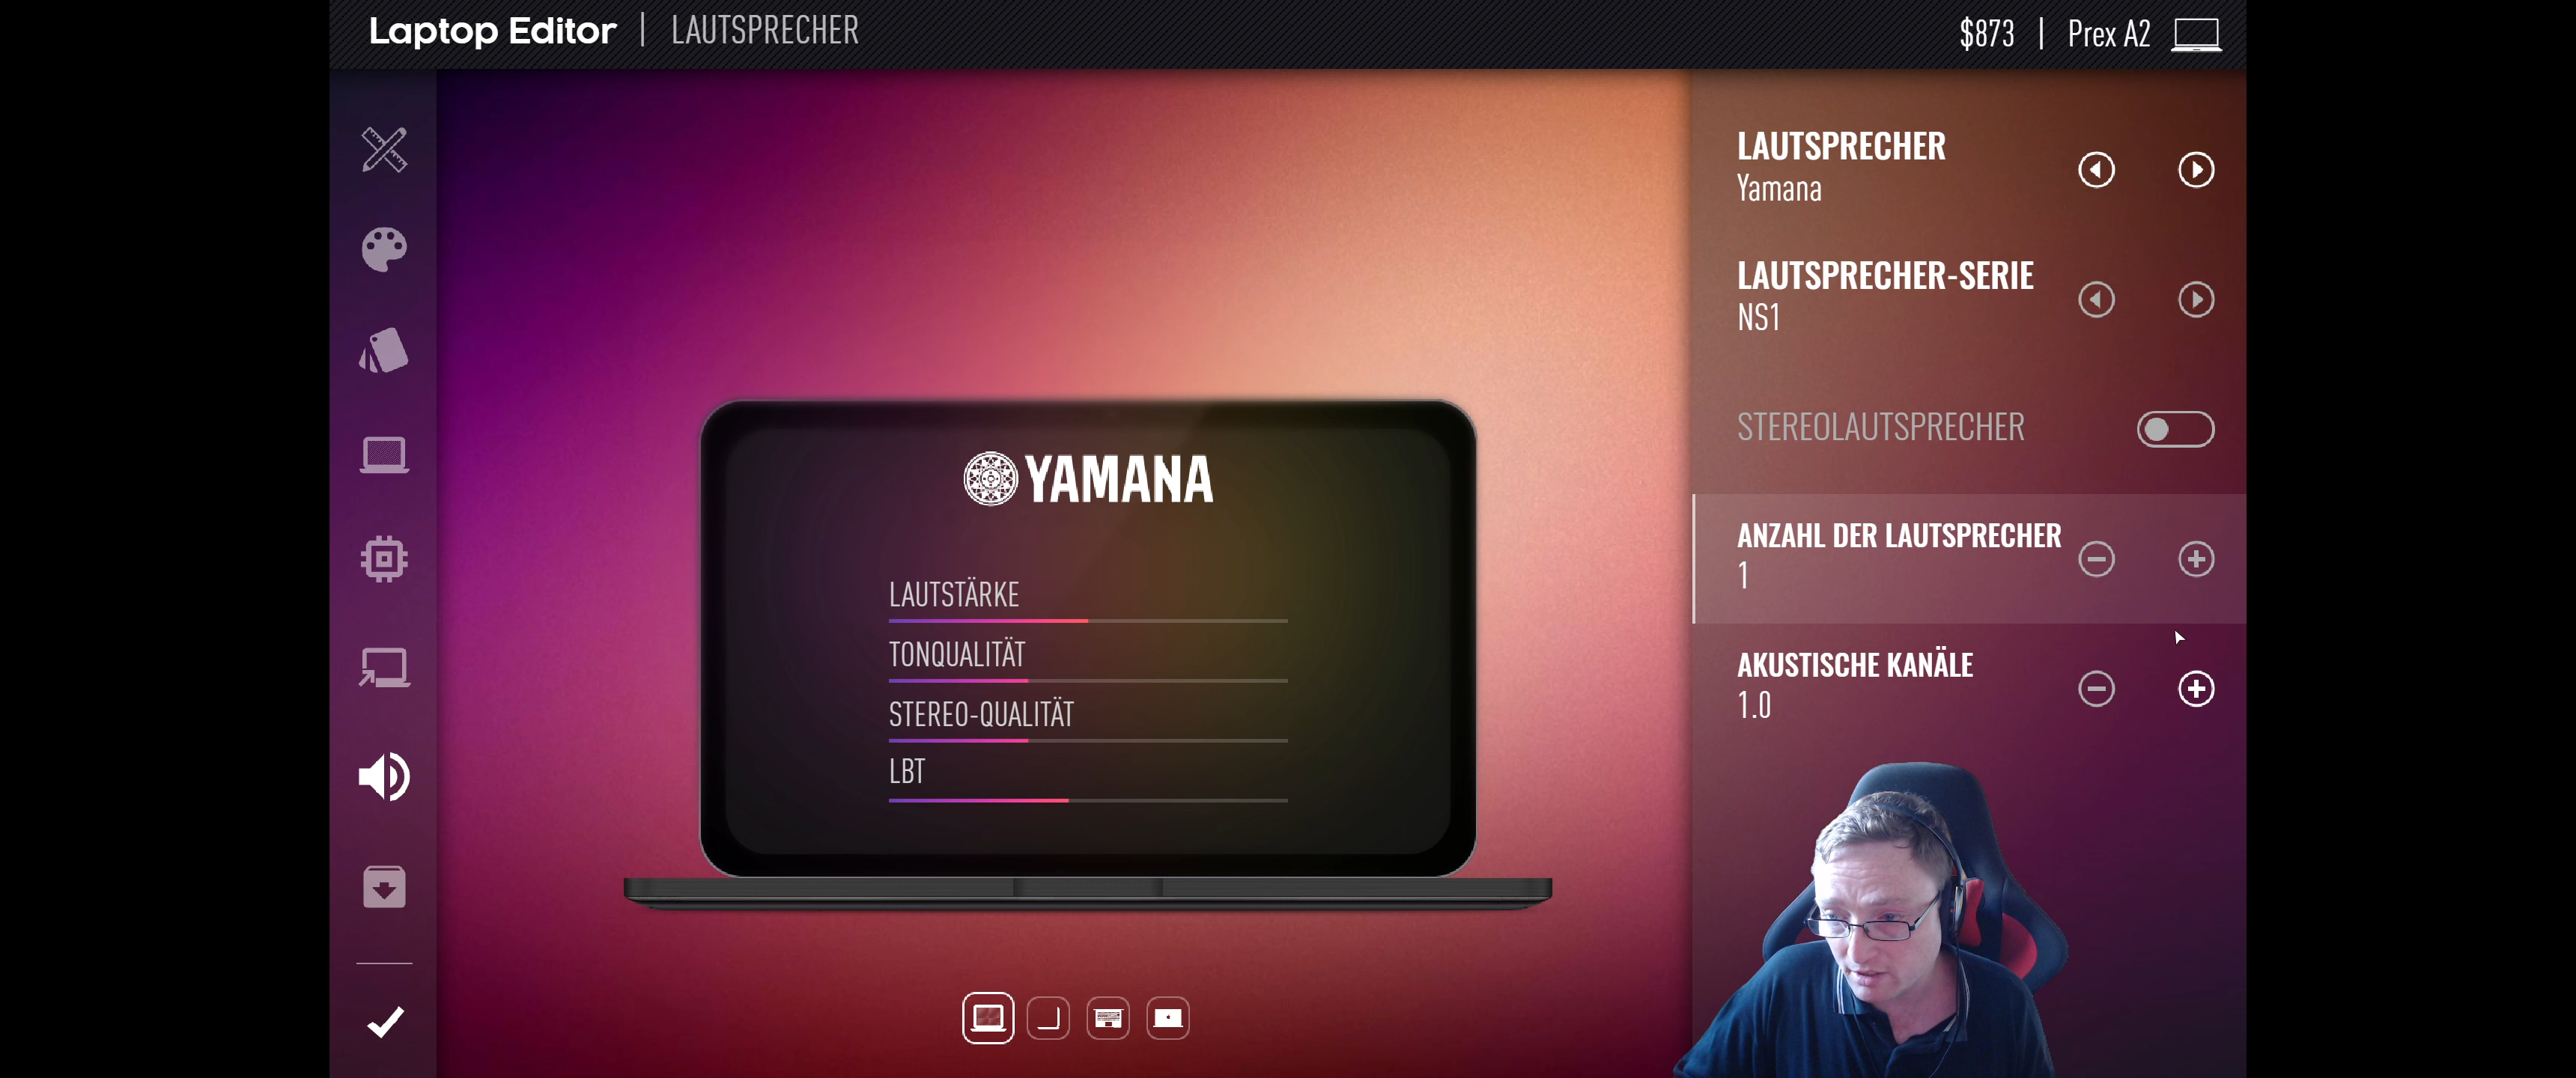 Laptop Editor | LAUTSPRECHER
$873 | Prex A2
LAUTSPRECHER
Yamana
LAUTSPRECHER-SERIE
NS1
STEREOLAUTSPRECHER
ANZAHL DER LAUTSPRECHER
1
AKUSTISCHE KANÄLE
1.0
YAMANA
LAUTSTÄRKE
TONQUALITÄT
STEREO-QUALITÄT
LBT